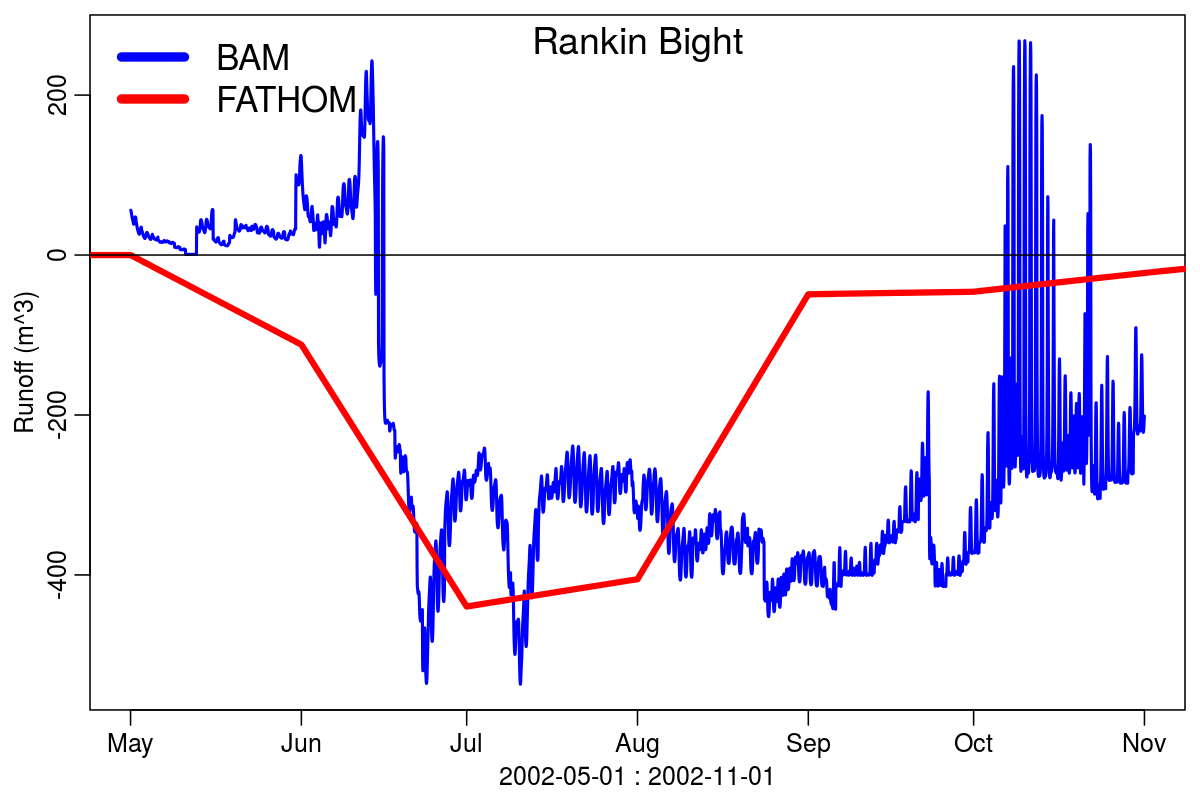 Rankin Bight
BAM
FATHOM
200
0
-200
-400
Runoff (m^3)
May Jun Jul Aug Sep Oct Nov
2002-05-01 : 2002-11-01